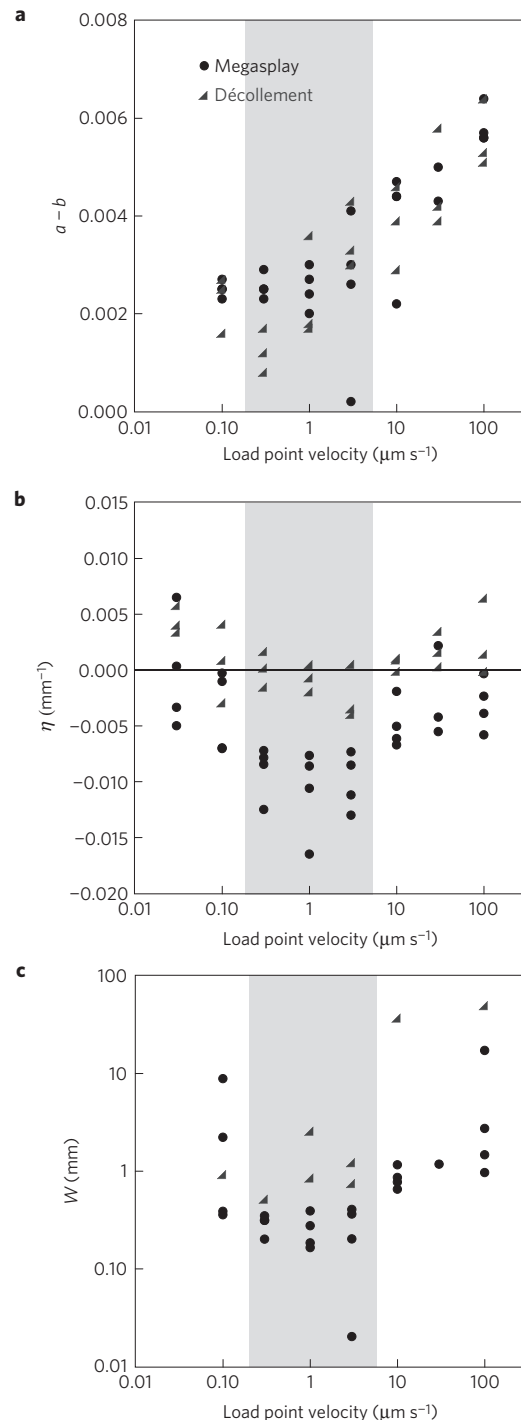 a
0.008
0.006
0.004
0.002
0.000
a – b
Megasplay
Décollement
0.01 0.10 1 10 100
Load point velocity (μm s⁻¹)
b
0.015
0.010
0.005
0.000
−0.005
−0.010
−0.015
−0.020
η (mm⁻¹)
0.01 0.10 1 10 100
Load point velocity (μm s⁻¹)
c
100
10
1
0.10
0.01
W (mm)
0.01 0.10 1 10 100
Load point velocity (μm s⁻¹)